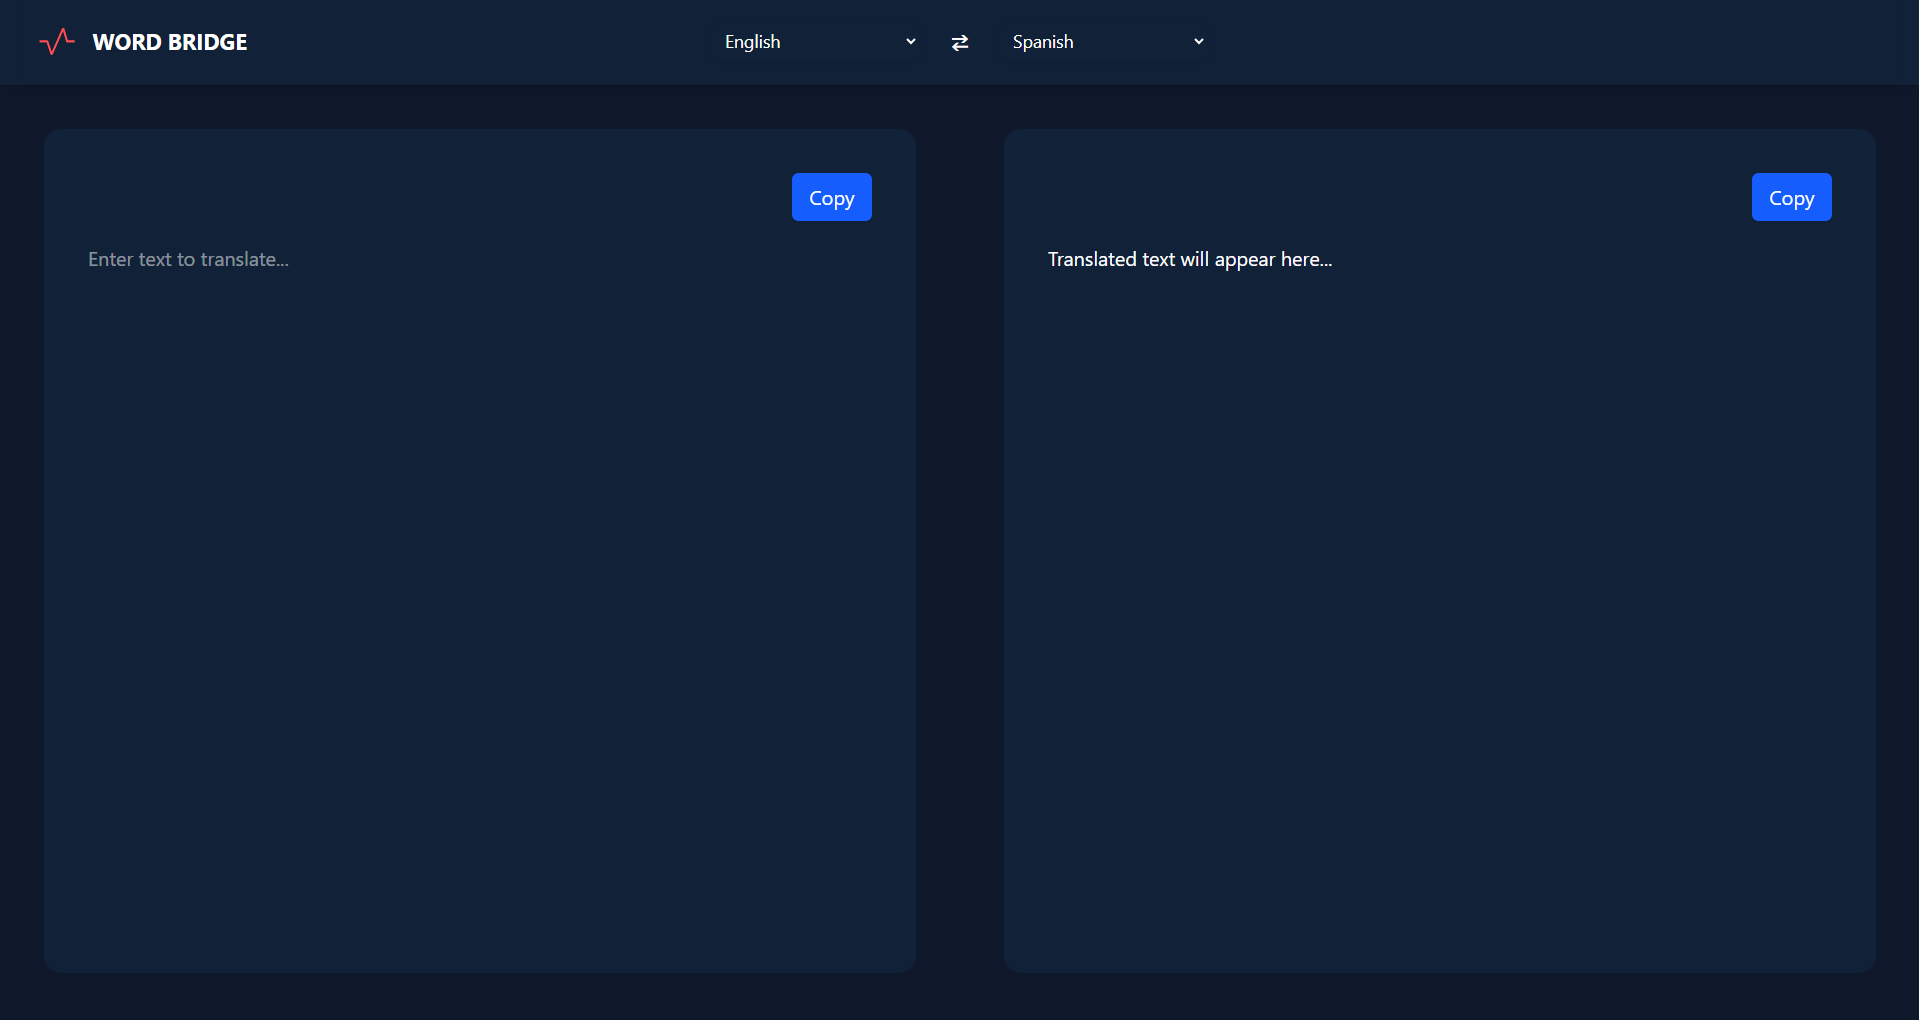 WORD BRIDGE
English
⇄
Spanish
Copy
Enter text to translate...
Copy
Translated text will appear here...